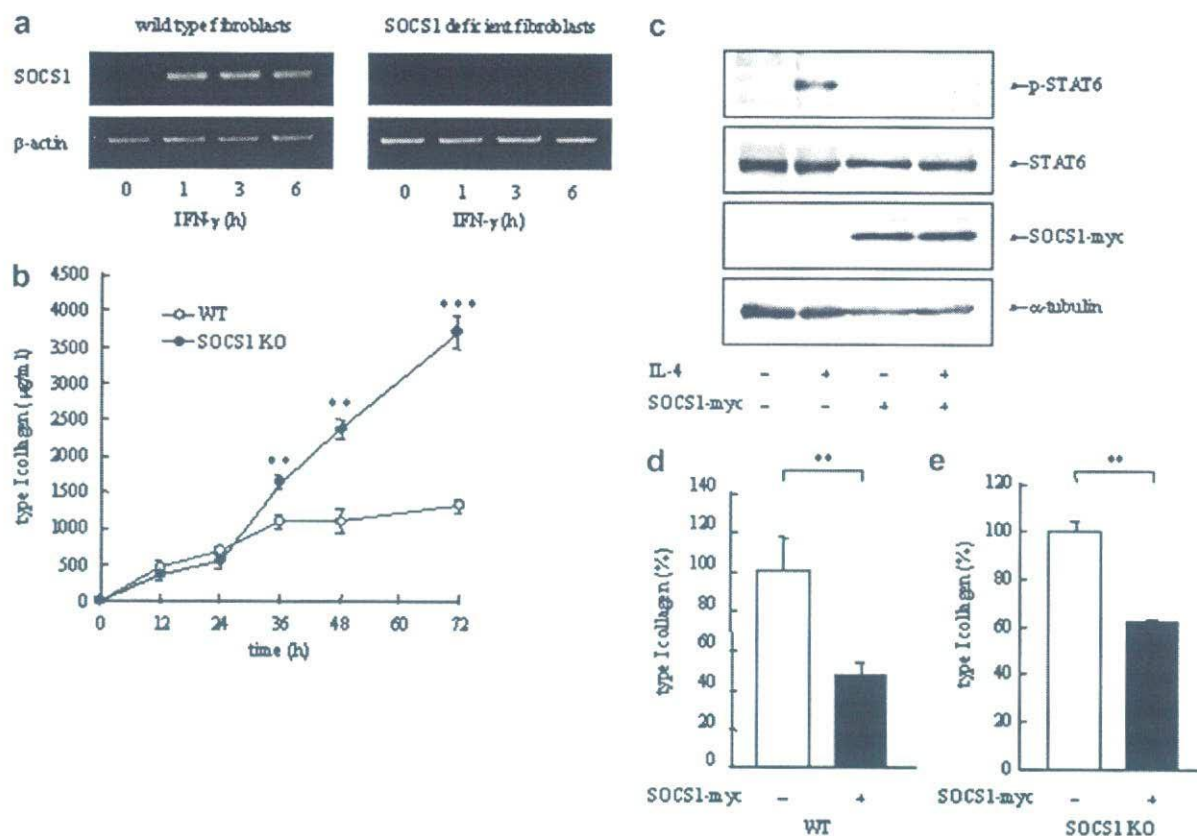 a
wild type fibroblasts
SOCS1 deficient fibroblasts
SOCS1
β-actin
0 1 3 6
0 1 3 6
IFN-γ (h)
IFN-γ (h)
b
4500
4000
3500
3000
2500
2000
1500
1000
500
0
type I collagen (μg/ml)
WT
SOCS1 KO
** ** ***
0 12 24 36 48 60 72
time (h)
c
p-STAT6
STAT6
SOCS1-myc
α-tubulin
IL-4 - + - +
SOCS1-myc - - + +
d
**
140
120
100
80
60
40
20
0
type I collagen (%)
SOCS1-myc - +
WT
e
**
120
100
80
60
40
20
0
type I collagen (%)
SOCS1-myc - +
SOCS1 KO